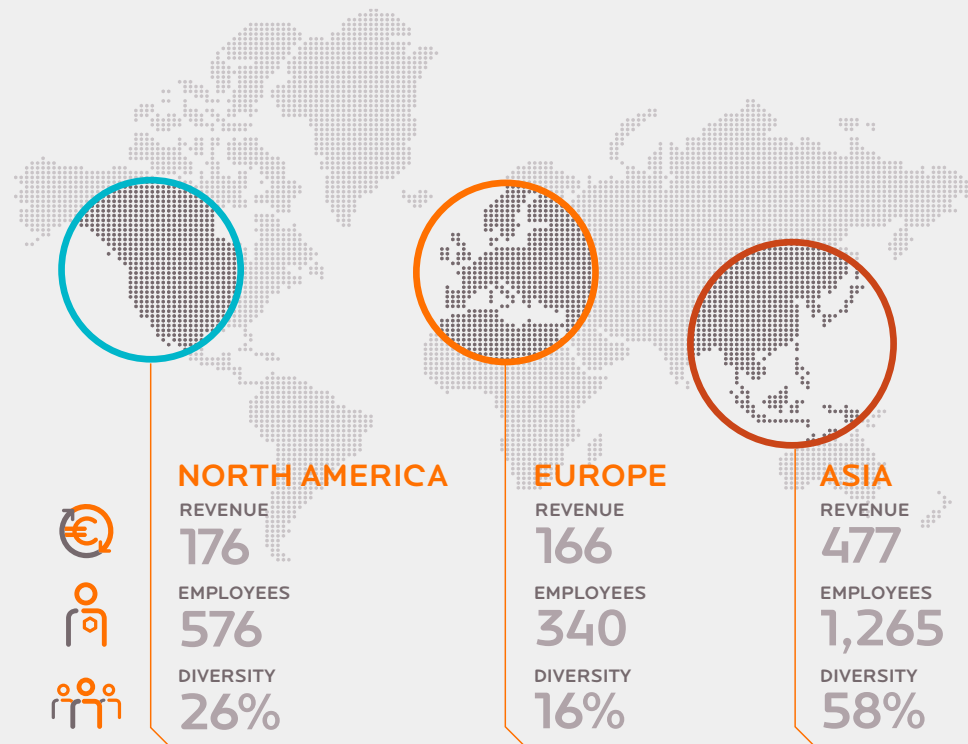 NORTH AMERICA
REVENUE
176
EMPLOYEES
576
DIVERSITY
26%
EUROPE
REVENUE
166
EMPLOYEES
340
DIVERSITY
16%
ASIA
REVENUE
477
EMPLOYEES
1,265
DIVERSITY
58%
€